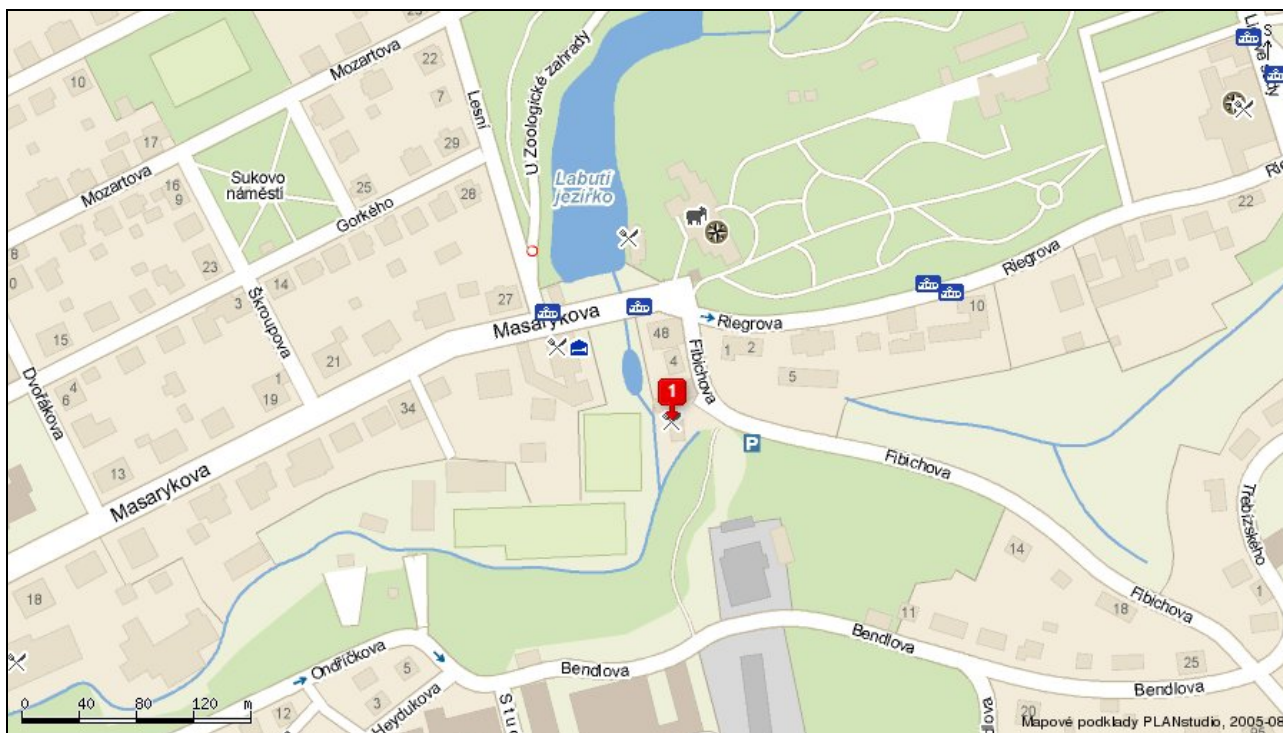 Mozartova
22
10
7
Lesní
U Zoologické zahrady
S
17
Mozartova
16
9
Sukovo
náměstí
25
29
28
Gorkého
Labutí
jezírko
22
8
23
Škroupova
3
14
27
Masarykova
Riegrova
Riegrova
10
15
21
48
4
1
2
5
Fibichova
1
Dvořákova
4
6
1
19
34
P
13
Masarykova
Fibichova
Třebízského
14
18
11
18
Fibichova
1
Ondříčkova
5
Bendlova
Bendlova
25
Bendlova
3
12
Heydukova
20
0 40 80 120 m
Mapové podklady PLANstudio, 2005-08